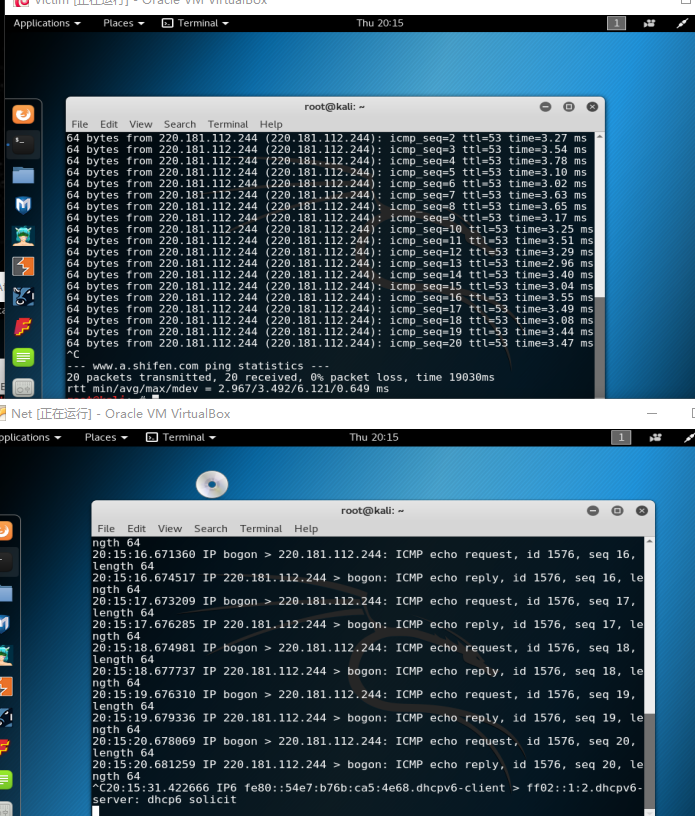 Victim [正在运行] - Oracle VM VirtualBox
Applications Places Terminal Thu 20:15 1
root@kali: ~
File Edit View Search Terminal Help
64 bytes from 220.181.112.244 (220.181.112.244): icmp_seq=2 ttl=53 time=3.27 ms
64 bytes from 220.181.112.244 (220.181.112.244): icmp_seq=3 ttl=53 time=3.54 ms
64 bytes from 220.181.112.244 (220.181.112.244): icmp_seq=4 ttl=53 time=3.78 ms
64 bytes from 220.181.112.244 (220.181.112.244): icmp_seq=5 ttl=53 time=3.10 ms
64 bytes from 220.181.112.244 (220.181.112.244): icmp_seq=6 ttl=53 time=3.02 ms
64 bytes from 220.181.112.244 (220.181.112.244): icmp_seq=7 ttl=53 time=3.63 ms
64 bytes from 220.181.112.244 (220.181.112.244): icmp_seq=8 ttl=53 time=3.65 ms
64 bytes from 220.181.112.244 (220.181.112.244): icmp_seq=9 ttl=53 time=3.17 ms
64 bytes from 220.181.112.244 (220.181.112.244): icmp_seq=10 ttl=53 time=3.25 ms
64 bytes from 220.181.112.244 (220.181.112.244): icmp_seq=11 ttl=53 time=3.51 ms
64 bytes from 220.181.112.244 (220.181.112.244): icmp_seq=12 ttl=53 time=3.29 ms
64 bytes from 220.181.112.244 (220.181.112.244): icmp_seq=13 ttl=53 time=2.96 ms
64 bytes from 220.181.112.244 (220.181.112.244): icmp_seq=14 ttl=53 time=3.40 ms
64 bytes from 220.181.112.244 (220.181.112.244): icmp_seq=15 ttl=53 time=3.04 ms
64 bytes from 220.181.112.244 (220.181.112.244): icmp_seq=16 ttl=53 time=3.55 ms
64 bytes from 220.181.112.244 (220.181.112.244): icmp_seq=17 ttl=53 time=3.49 ms
64 bytes from 220.181.112.244 (220.181.112.244): icmp_seq=18 ttl=53 time=3.08 ms
64 bytes from 220.181.112.244 (220.181.112.244): icmp_seq=19 ttl=53 time=3.44 ms
64 bytes from 220.181.112.244 (220.181.112.244): icmp_seq=20 ttl=53 time=3.47 ms
^C
--- www.a.shifen.com ping statistics ---
20 packets transmitted, 20 received, 0% packet loss, time 19030ms
rtt min/avg/max/mdev = 2.967/3.492/6.121/0.649 ms
Net [正在运行] - Oracle VM VirtualBox
plications Places Terminal Thu 20:15 1
root@kali: ~
File Edit View Search Terminal Help
ngth 64
20:15:16.671360 IP bogon > 220.181.112.244: ICMP echo request, id 1576, seq 16,
length 64
20:15:16.674517 IP 220.181.112.244 > bogon: ICMP echo reply, id 1576, seq 16, le
ngth 64
20:15:17.673209 IP bogon > 220.181.112.244: ICMP echo request, id 1576, seq 17,
length 64
20:15:17.676285 IP 220.181.112.244 > bogon: ICMP echo reply, id 1576, seq 17, le
ngth 64
20:15:18.674981 IP bogon > 220.181.112.244: ICMP echo request, id 1576, seq 18,
length 64
20:15:18.677737 IP 220.181.112.244 > bogon: ICMP echo reply, id 1576, seq 18, le
ngth 64
20:15:19.676310 IP bogon > 220.181.112.244: ICMP echo request, id 1576, seq 19,
length 64
20:15:19.679336 IP 220.181.112.244 > bogon: ICMP echo reply, id 1576, seq 19, le
ngth 64
20:15:20.678069 IP bogon > 220.181.112.244: ICMP echo request, id 1576, seq 20,
length 64
20:15:20.681259 IP 220.181.112.244 > bogon: ICMP echo reply, id 1576, seq 20, le
ngth 64
^C20:15:31.422666 IP6 fe80::54e7:b76b:ca5:4e68.dhcpv6-client > ff02::1:2.dhcpv6-
server: dhcp6 solicit